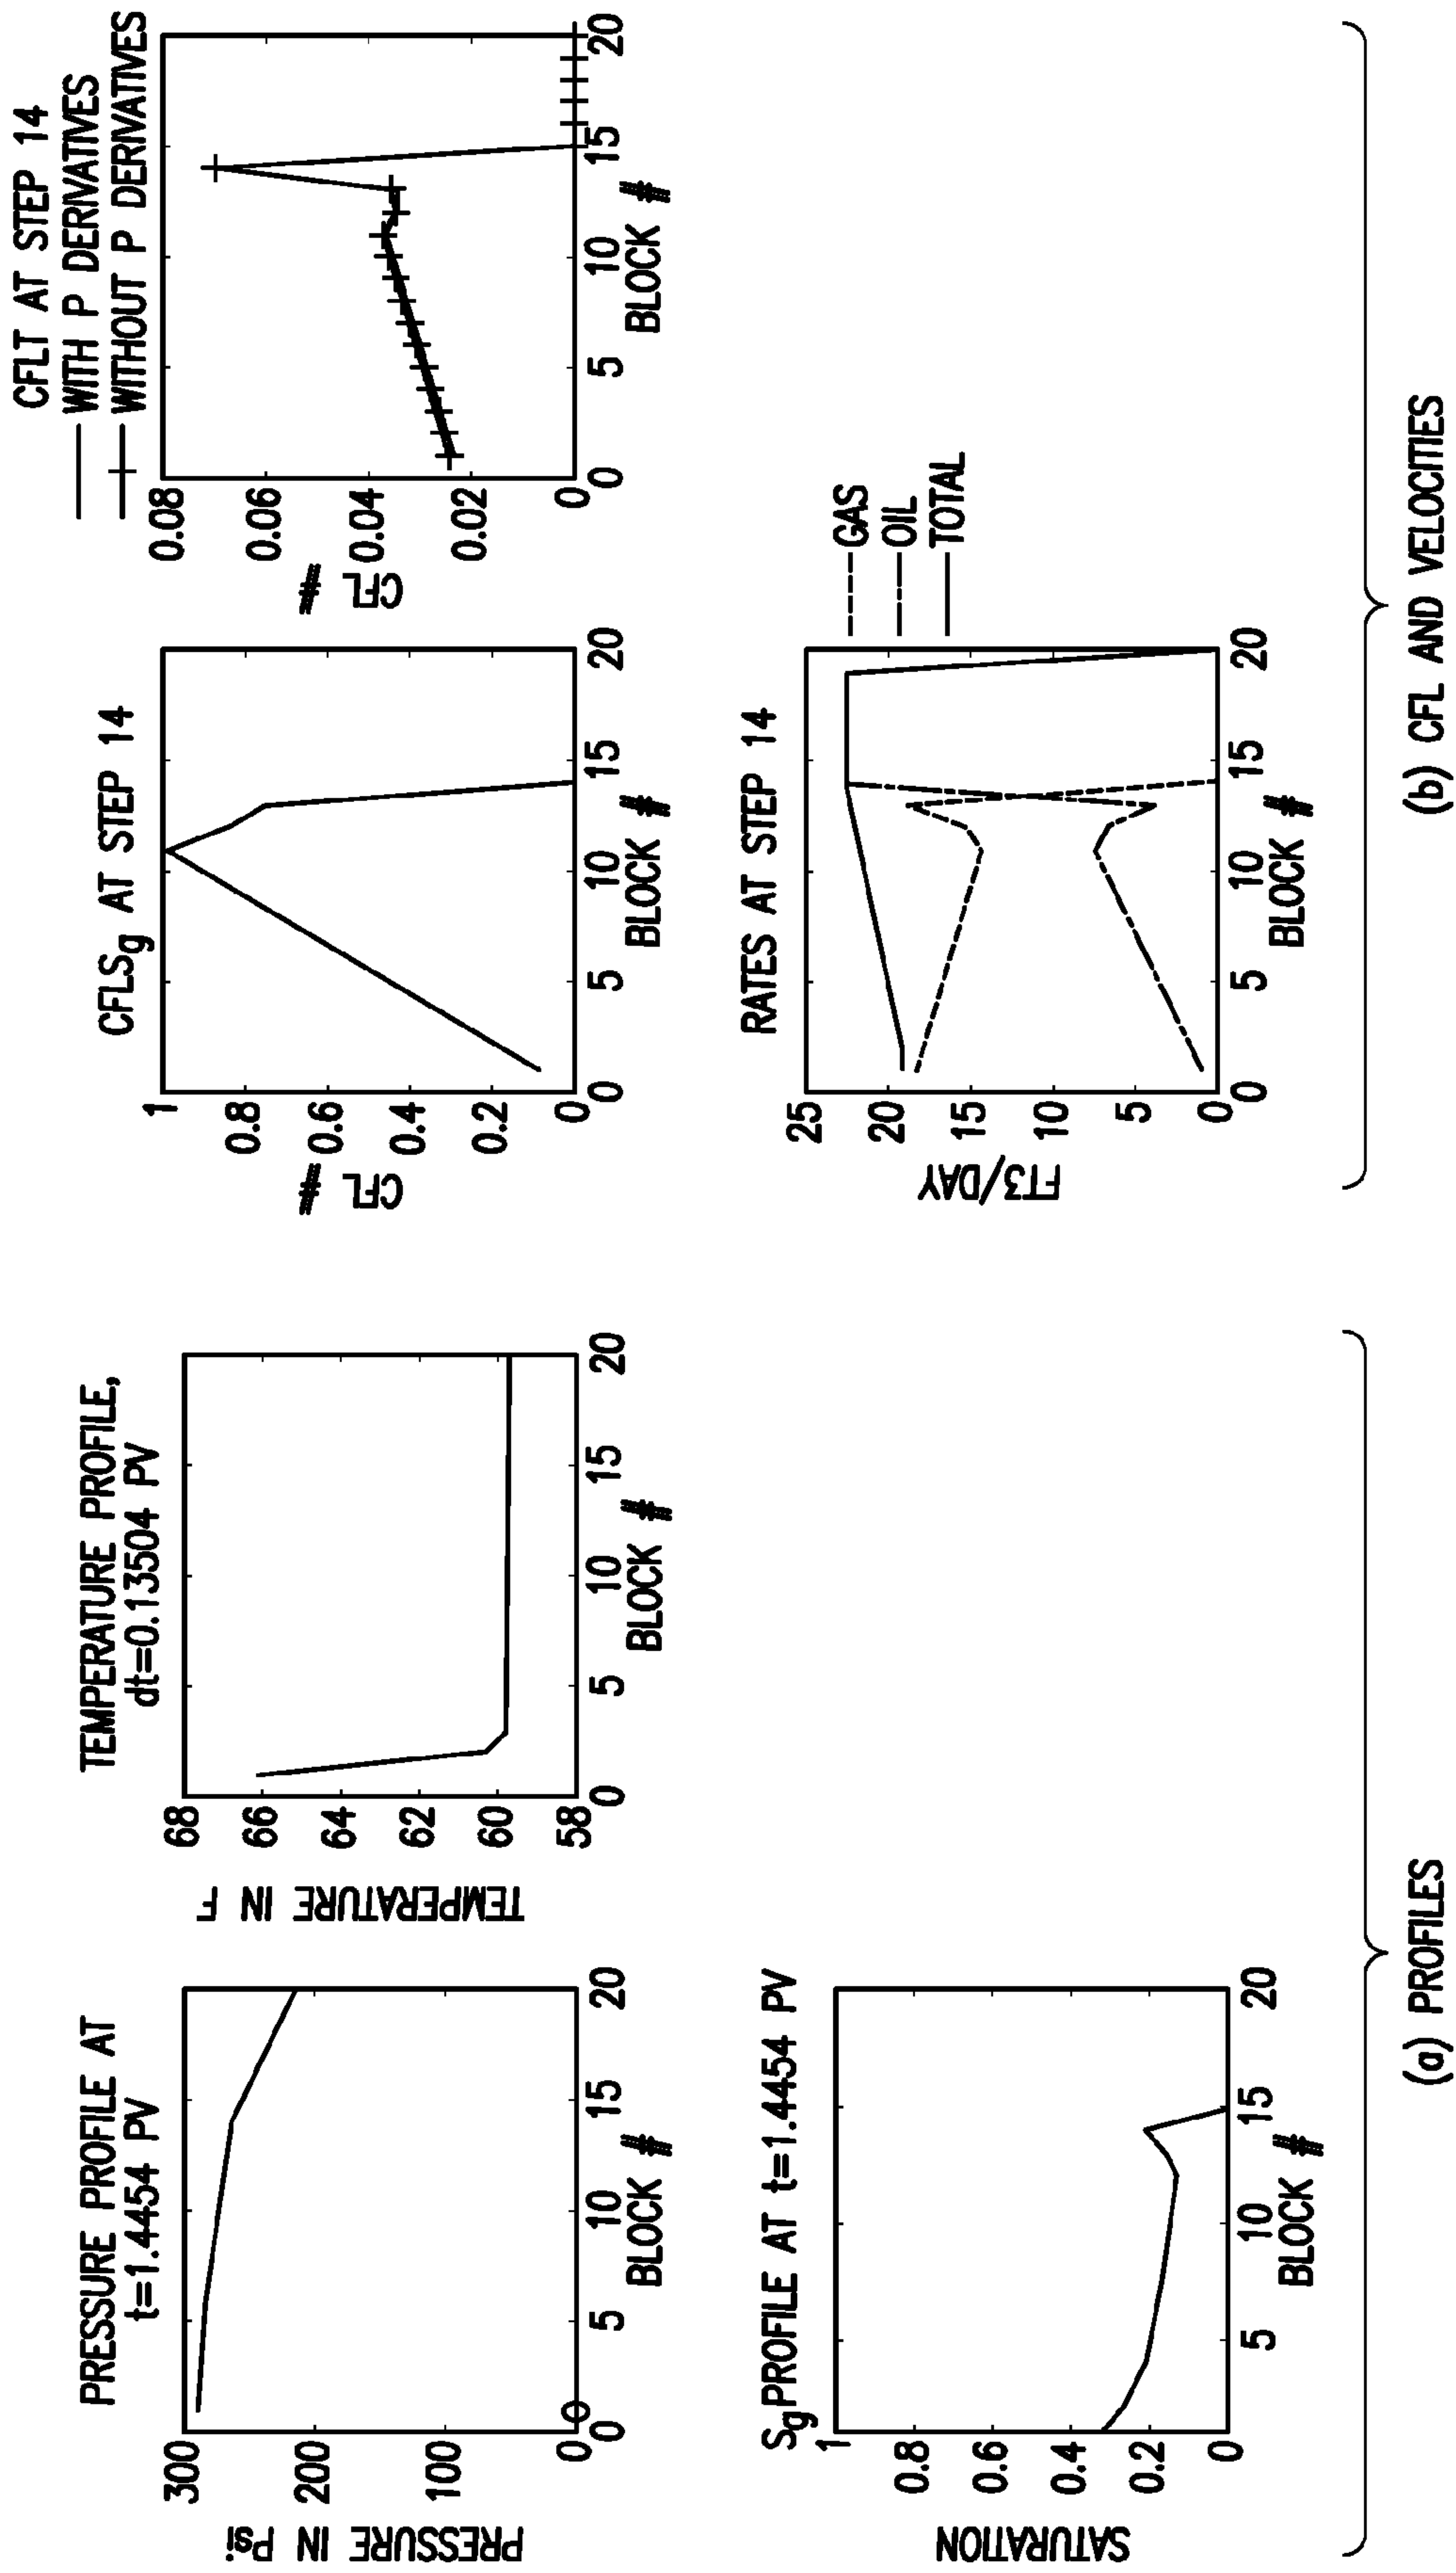 PRESSURE PROFILE AT
t=1.4454 PV
PRESSURE IN Psi
300
200
100
0
0
5
10
15
20
BLOCK #
TEMPERATURE PROFILE,
dt=0.13504 PV
TEMPERATURE IN F
68
66
64
62
60
58
0
5
10
15
20
BLOCK #
Sg PROFILE AT t=1.4454 PV
SATURATION
1
0.8
0.6
0.4
0.2
0
5
10
15
20
BLOCK #
(a) PROFILES
CFLSg AT STEP 14
CFL #
1
0.8
0.6
0.4
0.2
0
0
5
10
15
20
BLOCK #
CFLT AT STEP 14
WITH P DERIVATIVES
WITHOUT P DERIVATIVES
CFL #
0.08
0.06
0.04
0.02
0
0
5
10
15
20
BLOCK #
RATES AT STEP 14
FT3/DAY
25
20
15
10
5
0
0
5
10
15
20
BLOCK #
GAS
OIL
TOTAL
(b) CFL AND VELOCITIES